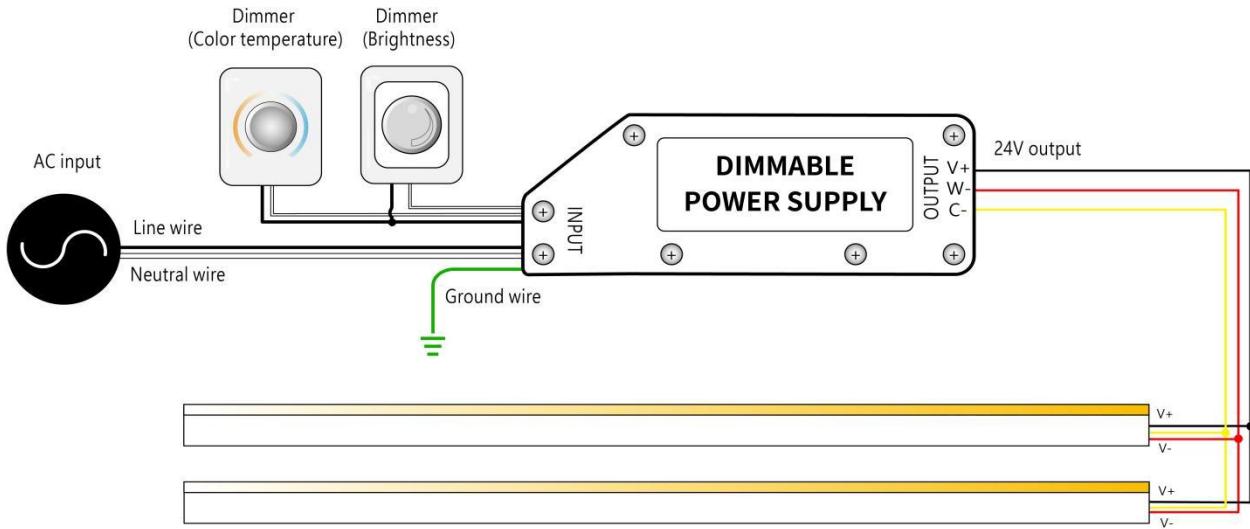 Dimmer
(Color temperature)
Dimmer
(Brightness)
AC input
Line wire
Neutral wire
Ground wire
INPUT
DIMMABLE
POWER SUPPLY
OUTPUT
V+
W-
C-
24V output
V+
V-
V+
V-